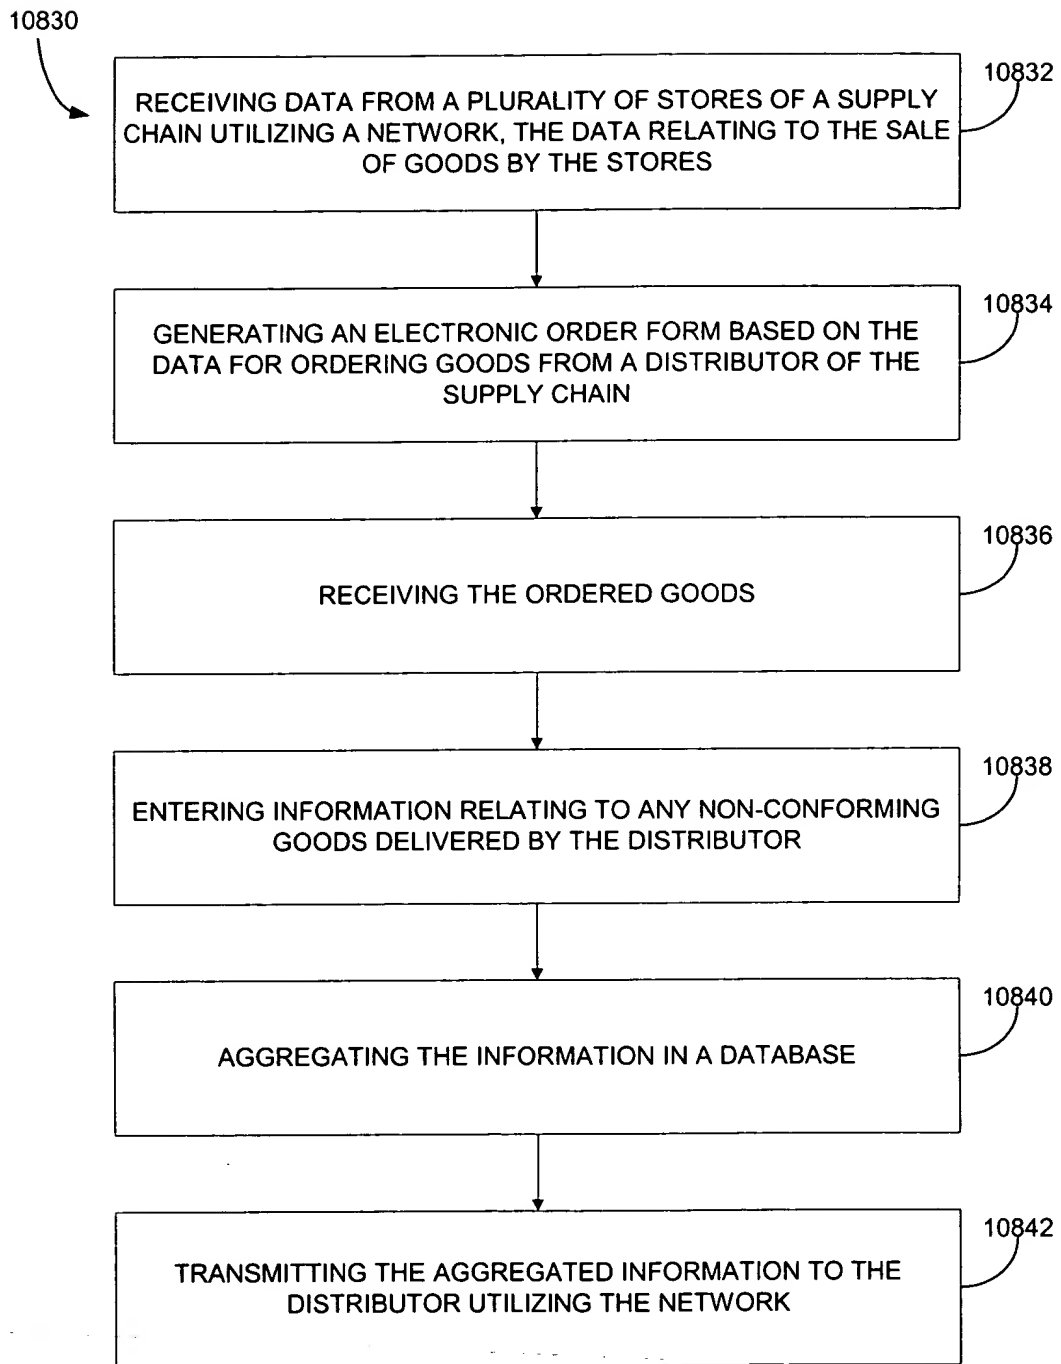 10830
10832
RECEIVING DATA FROM A PLURALITY OF STORES OF A SUPPLY
CHAIN UTILIZING A NETWORK, THE DATA RELATING TO THE SALE
OF GOODS BY THE STORES
10834
GENERATING AN ELECTRONIC ORDER FORM BASED ON THE
DATA FOR ORDERING GOODS FROM A DISTRIBUTOR OF THE
SUPPLY CHAIN
10836
RECEIVING THE ORDERED GOODS
10838
ENTERING INFORMATION RELATING TO ANY NON-CONFORMING
GOODS DELIVERED BY THE DISTRIBUTOR
10840
AGGREGATING THE INFORMATION IN A DATABASE
10842
TRANSMITTING THE AGGREGATED INFORMATION TO THE
DISTRIBUTOR UTILIZING THE NETWORK